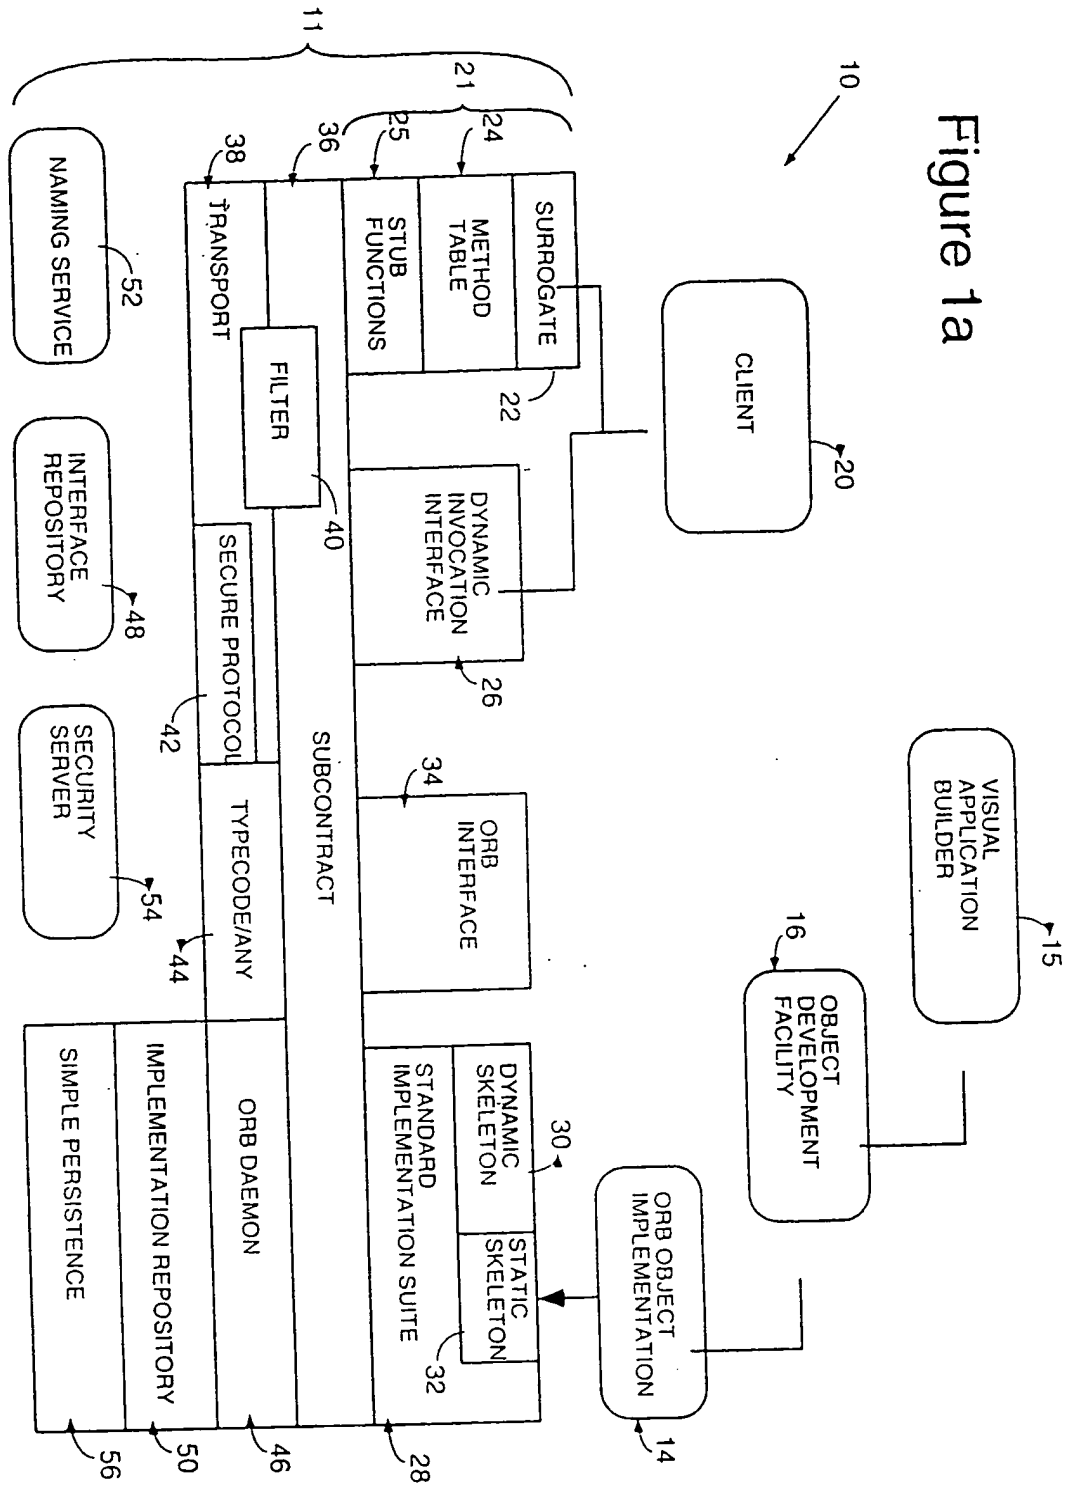 Figure 1a
10
11
21
CLIENT
20
VISUAL
APPLICATION
BUILDER
15
OBJECT
DEVELOPMENT
FACILITY
16
ORB OBJECT
IMPLEMENTATION
14
SURROGATE
22
METHOD
TABLE
24
STUB
FUNCTIONS
25
DYNAMIC
INVOCATION
INTERFACE
26
ORB
INTERFACE
34
DYNAMIC
SKELETON
30
STATIC
SKELETON
32
STANDARD
IMPLEMENTATION SUITE
28
36
SUBCONTRACT
FILTER
40
38
TRANSPORT
SECURE PROTOCOL
42
TYPECODE/ANY
44
ORB DAEMON
46
IMPLEMENTATION REPOSITORY
50
SIMPLE PERSISTENCE
56
NAMING SERVICE
52
INTERFACE
REPOSITORY
48
SECURITY
SERVER
54